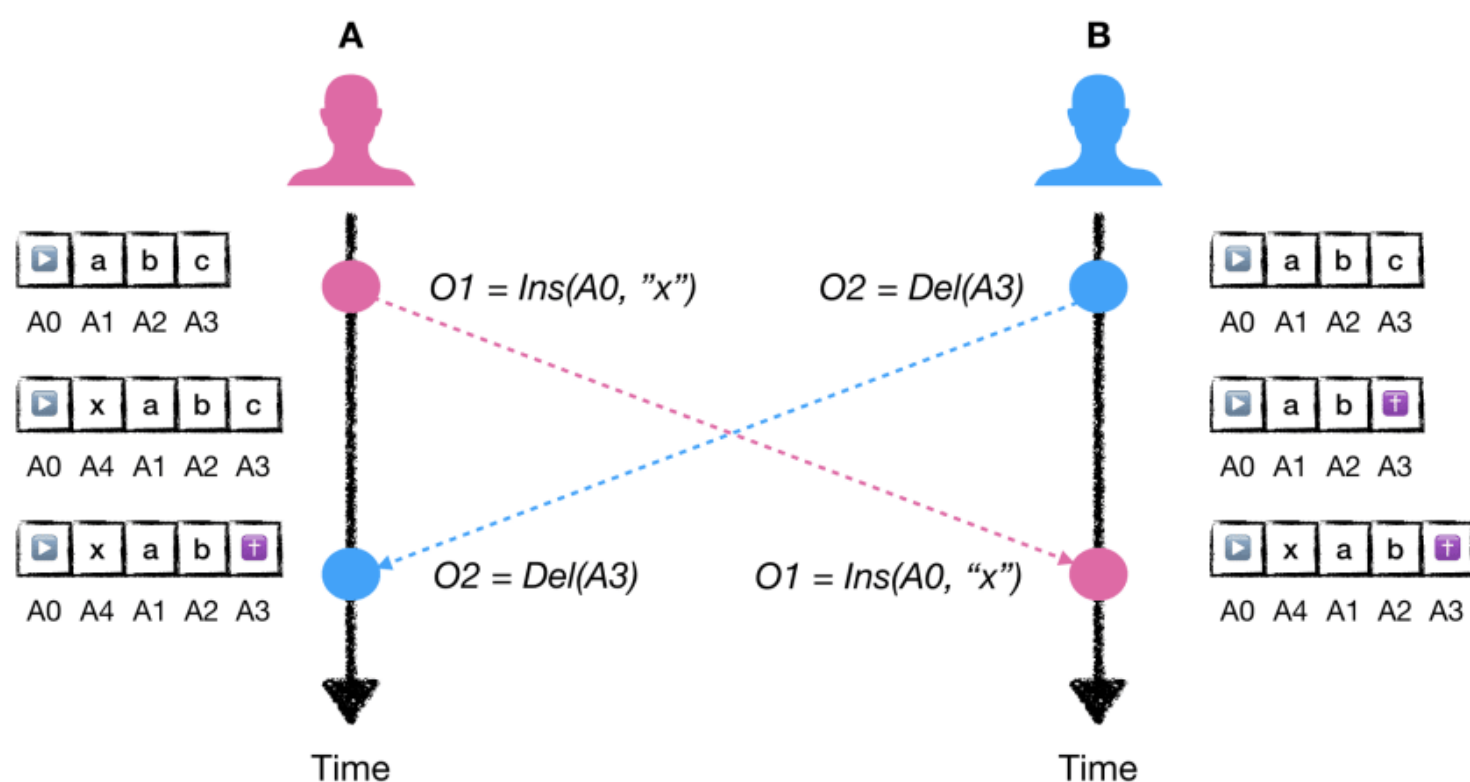 A B
▶ a b c
A0 A1 A2 A3
O1 = Ins(A0, ”x”)
O2 = Del(A3)
▶ a b c
A0 A1 A2 A3
▶ x a b c
A0 A4 A1 A2 A3
▶ a b ✝
A0 A1 A2 A3
▶ x a b ✝
A0 A4 A1 A2 A3
O2 = Del(A3)
O1 = Ins(A0, “x”)
▶ x a b ✝
A0 A4 A1 A2 A3
Time Time